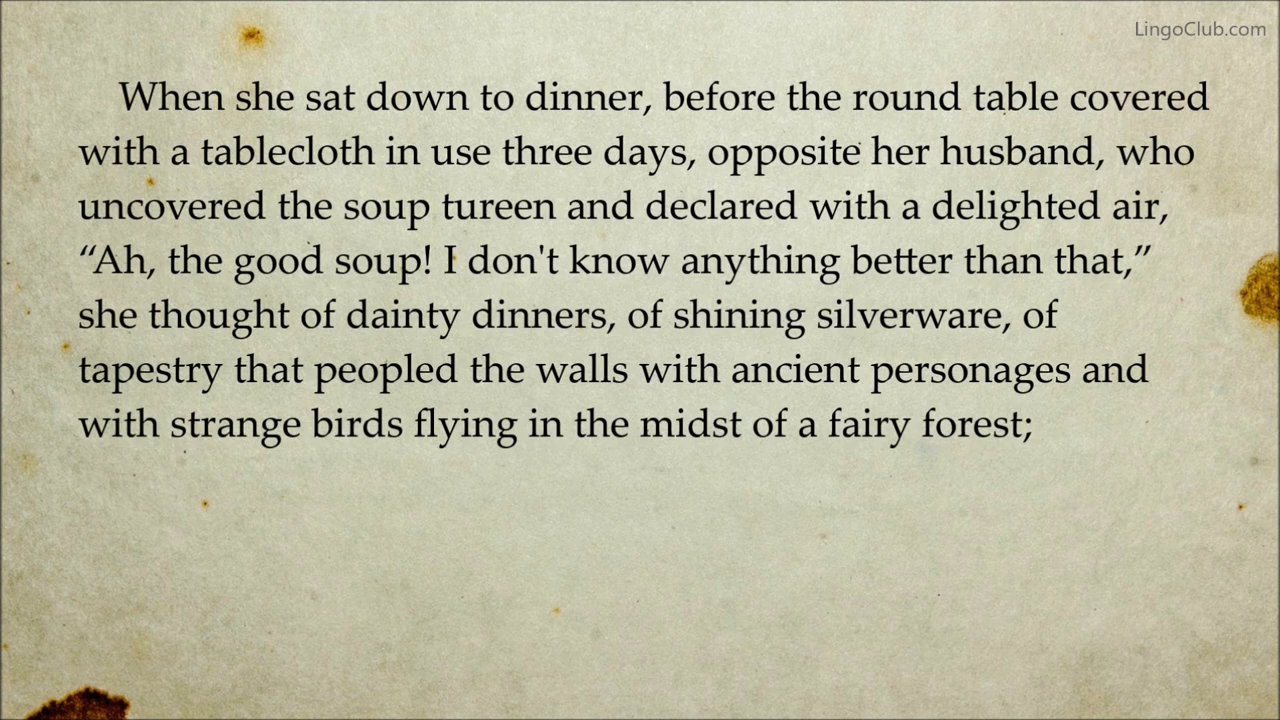 LingoClub.com
When she sat down to dinner, before the round table covered
with a tablecloth in use three days, opposite her husband, who
uncovered the soup tureen and declared with a delighted air,
“Ah, the good soup! I don't know anything better than that,”
she thought of dainty dinners, of shining silverware, of
tapestry that peopled the walls with ancient personages and
with strange birds flying in the midst of a fairy forest;